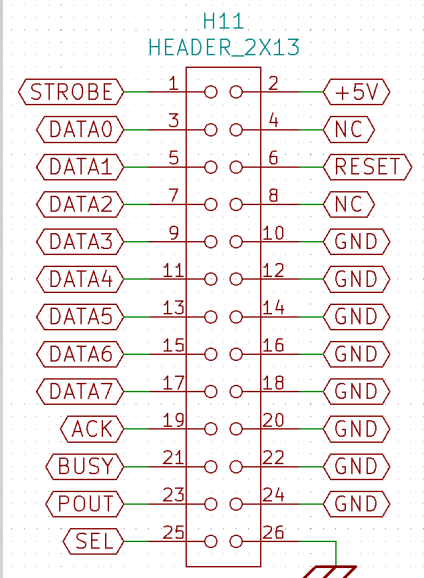 H11
HEADER_2X13
STROBE 1 2 +5V
DATA0 3 4 NC
DATA1 5 6 RESET
DATA2 7 8 NC
DATA3 9 10 GND
DATA4 11 12 GND
DATA5 13 14 GND
DATA6 15 16 GND
DATA7 17 18 GND
ACK 19 20 GND
BUSY 21 22 GND
POUT 23 24 GND
SEL 25 26